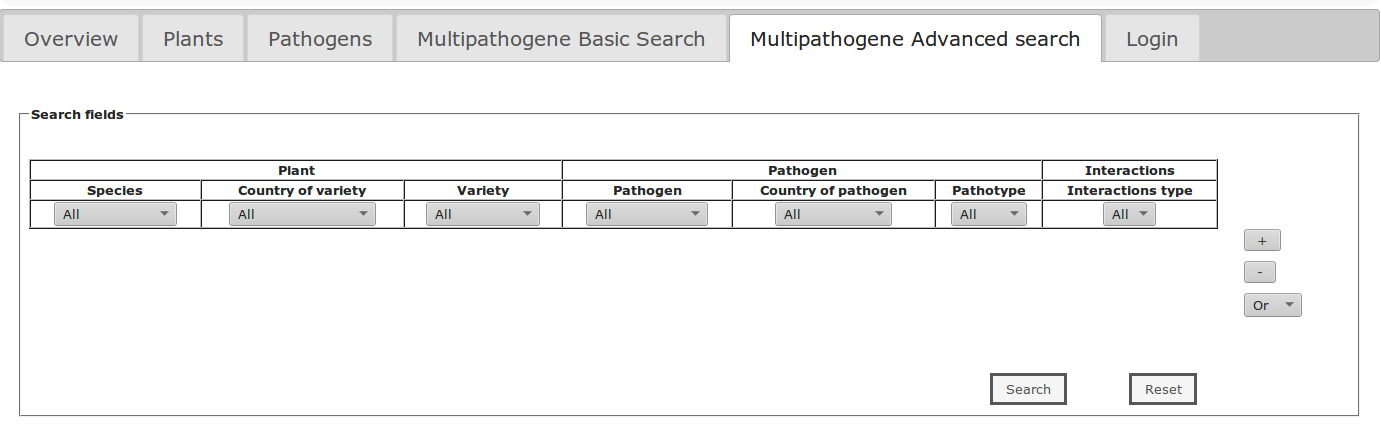 Overview Plants Pathogens Multipathogene Basic Search Multipathogene Advanced search Login
Search fields
Plant Pathogen Interactions
Species Country of variety Variety Pathogen Country of pathogen Pathotype Interactions type
All All All All All All All
+
-
Or
Search Reset